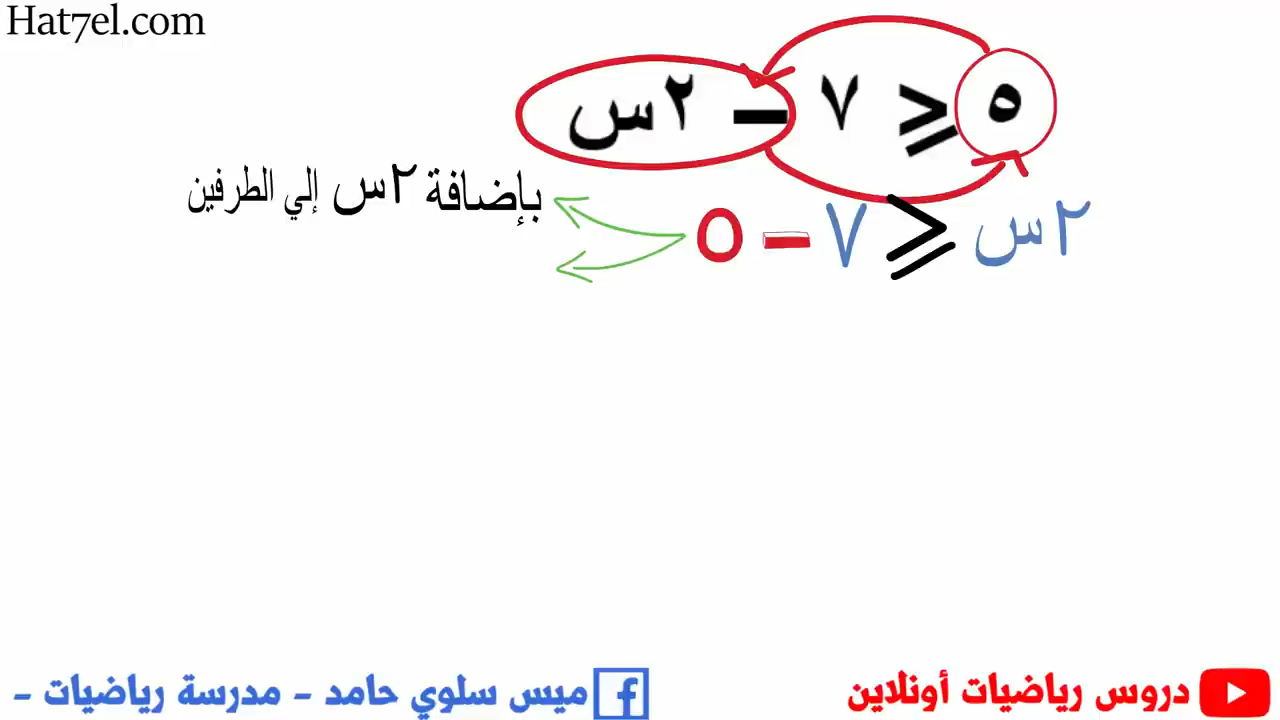 Hat7el.com
٥ ≤ ٧ − ٢س
٢س ≤ ٧ − ٥
بإضافة ٢س إلي الطرفين
دروس رياضيات أونلاين
ميس سلوي حامد - مدرسة رياضيات -